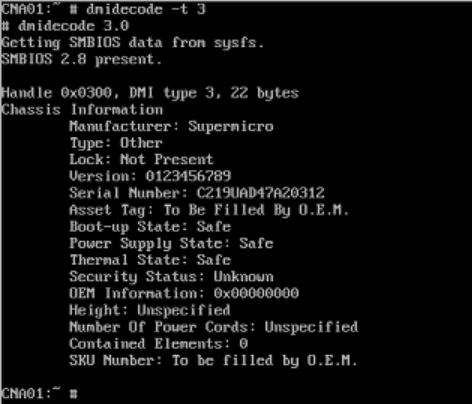 CNA01:~ # dmidecode -t 3
# dmidecode 3.0
Getting SMBIOS data from sysfs.
SMBIOS 2.8 present.

Handle 0x0300, DMI type 3, 22 bytes
Chassis Information
        Manufacturer: Supermicro
        Type: Other
        Lock: Not Present
        Version: 0123456789
        Serial Number: C219UAD47A20312
        Asset Tag: To Be Filled By O.E.M.
        Boot-up State: Safe
        Power Supply State: Safe
        Thermal State: Safe
        Security Status: Unknown
        OEM Information: 0x00000000
        Height: Unspecified
        Number Of Power Cords: Unspecified
        Contained Elements: 0
        SKU Number: To be filled by O.E.M.

CNA01:~ #